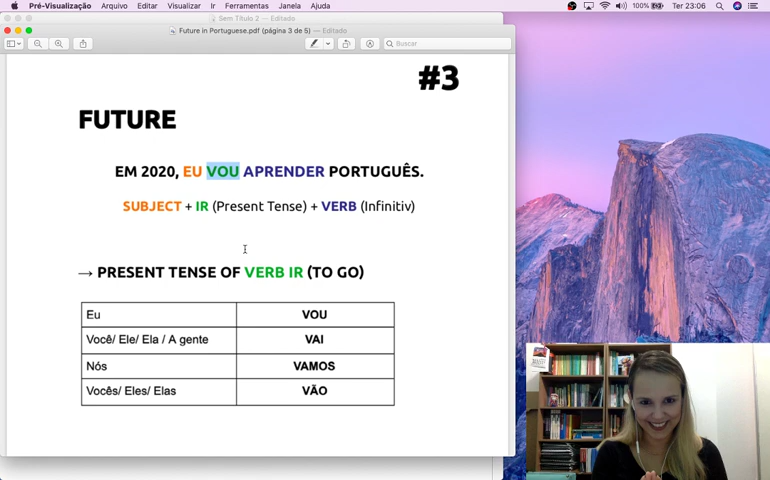 Pré-Visualização Arquivo Editar Visualizar Ir Ferramentas Janela Ajuda 100% Ter 23:06
Sem Título 2 — Editado
Future in Portuguese.pdf (página 3 de 5) — Editado
Buscar
#3
FUTURE
EM 2020, EU VOU APRENDER PORTUGUÊS.
SUBJECT + IR (Present Tense) + VERB (Infinitiv)
→ PRESENT TENSE OF VERB IR (TO GO)
Eu VOU
Você/ Ele/ Ela / A gente VAI
Nós VAMOS
Vocês/ Eles/ Elas VÃO